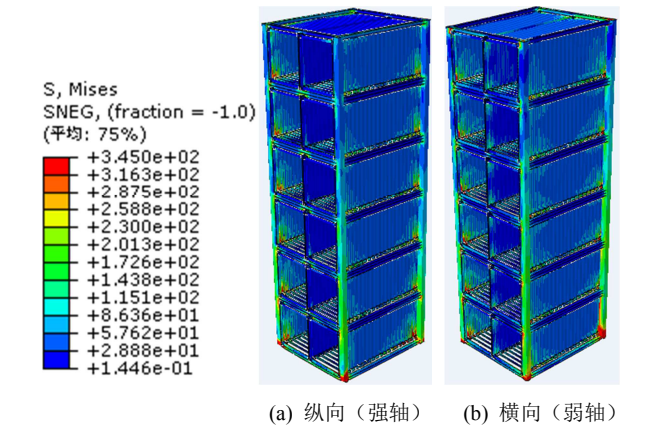 S, Mises
SNEG, (fraction = -1.0)
(平均: 75%)
+3.450e+02
+3.163e+02
+2.875e+02
+2.588e+02
+2.300e+02
+2.013e+02
+1.726e+02
+1.438e+02
+1.151e+02
+8.636e+01
+5.762e+01
+2.888e+01
+1.446e-01
(a) 纵向（强轴）
(b) 横向（弱轴）